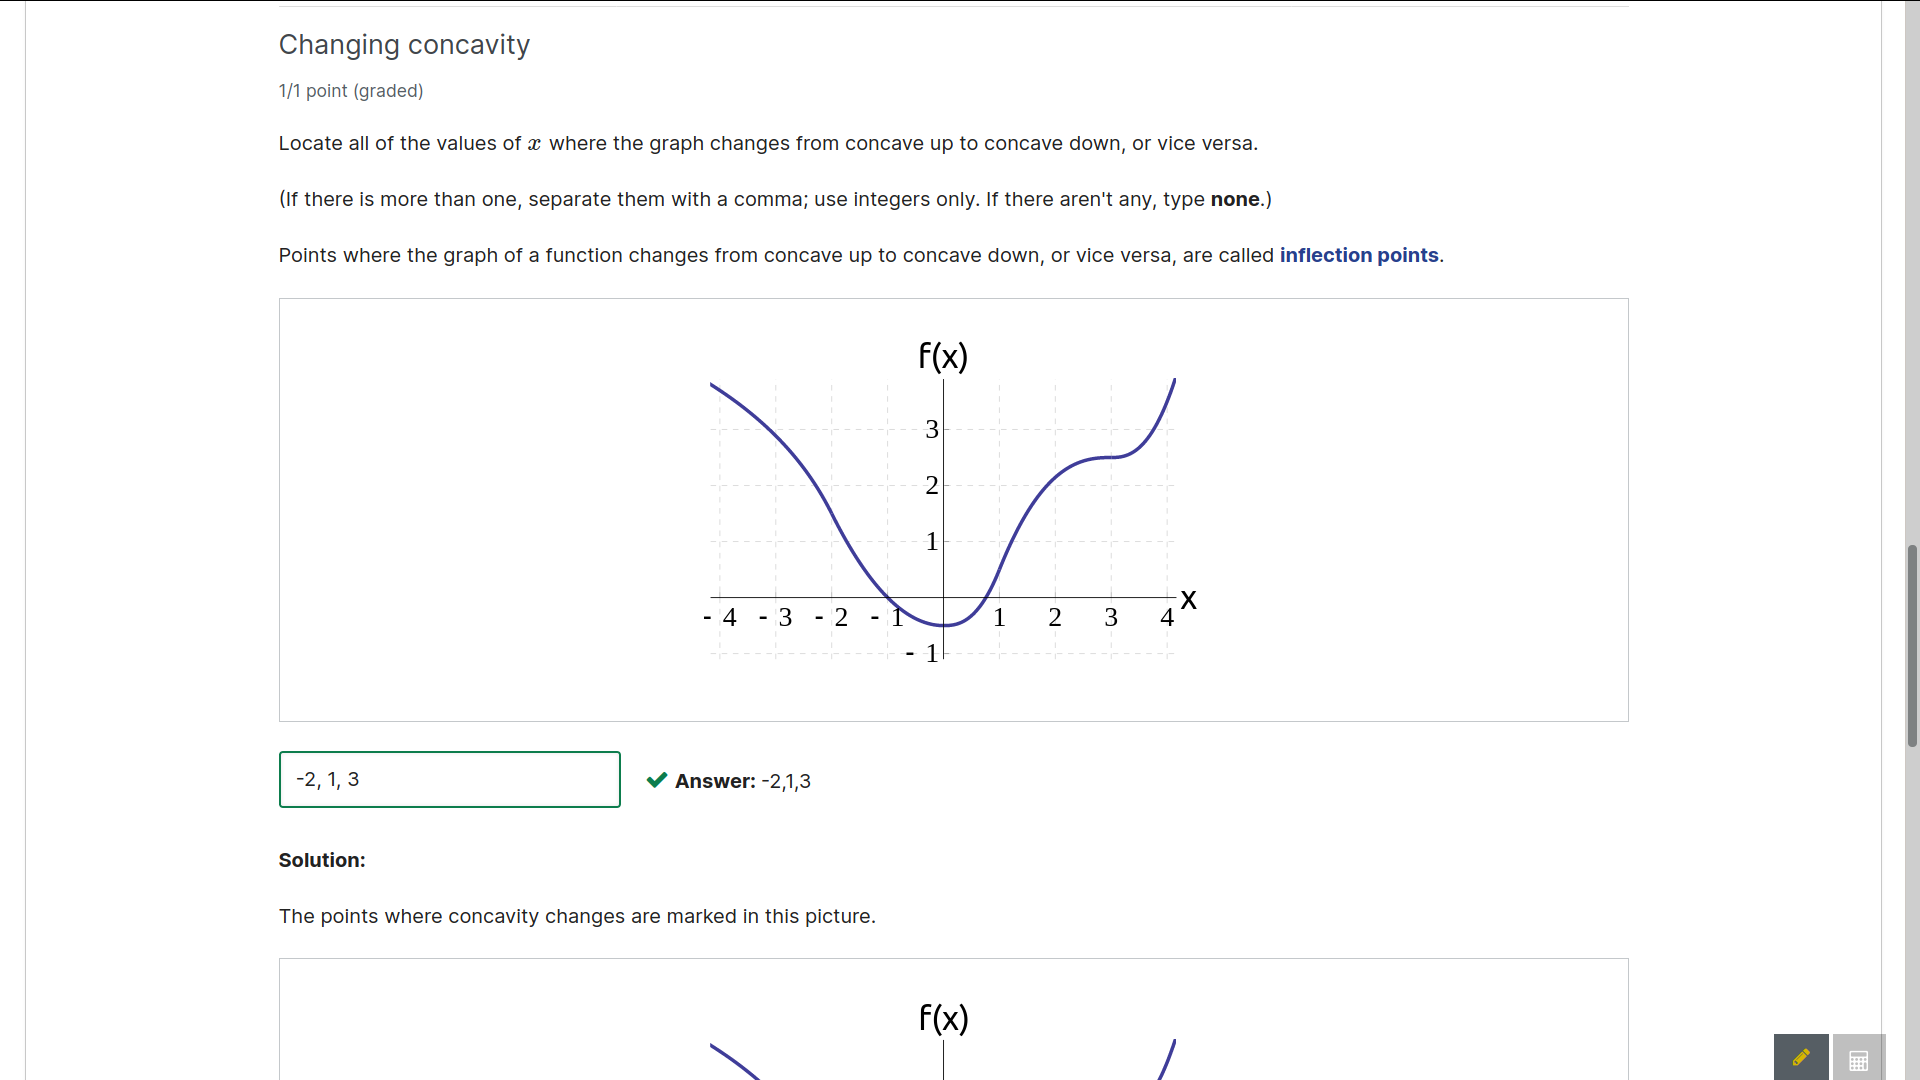 Changing concavity
1/1 point (graded)
Locate all of the values of x where the graph changes from concave up to concave down, or vice versa.
(If there is more than one, separate them with a comma; use integers only. If there aren't any, type none.)
Points where the graph of a function changes from concave up to concave down, or vice versa, are called inflection points.
f(x)
3
2
1
x
- 4 - 3 - 2 - 1 1 2 3 4
- 1
-2, 1, 3
Answer: -2,1,3
Solution:
The points where concavity changes are marked in this picture.
f(x)